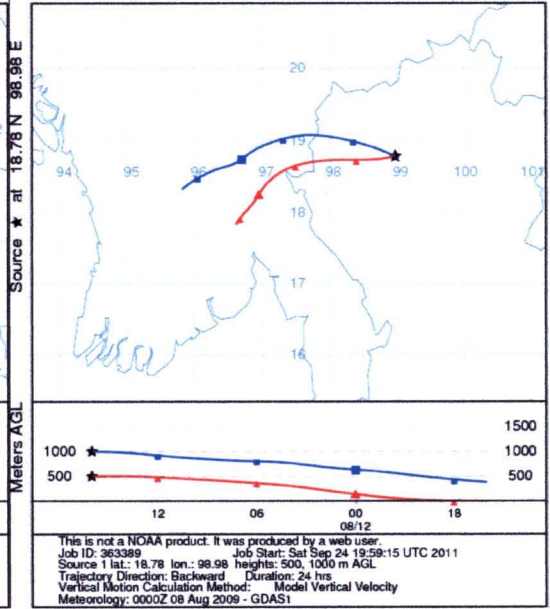 Source ★ at 18.78 N 98.98 E
20
19
94 95 96 97 98 99 100 101
18
17
16
Meters AGL
1500
1000 1000
500 500
12 06 00 18
08/12
This is not a NOAA product. It was produced by a web user.
Job ID: 363389 Job Start: Sat Sep 24 19:59:15 UTC 2011
Source 1 lat.: 18.78 lon.: 98.98 heights: 500, 1000 m AGL
Trajectory Direction: Backward Duration: 24 hrs
Vertical Motion Calculation Method: Model Vertical Velocity
Meteorology: 0000Z 08 Aug 2009 - GDAS1